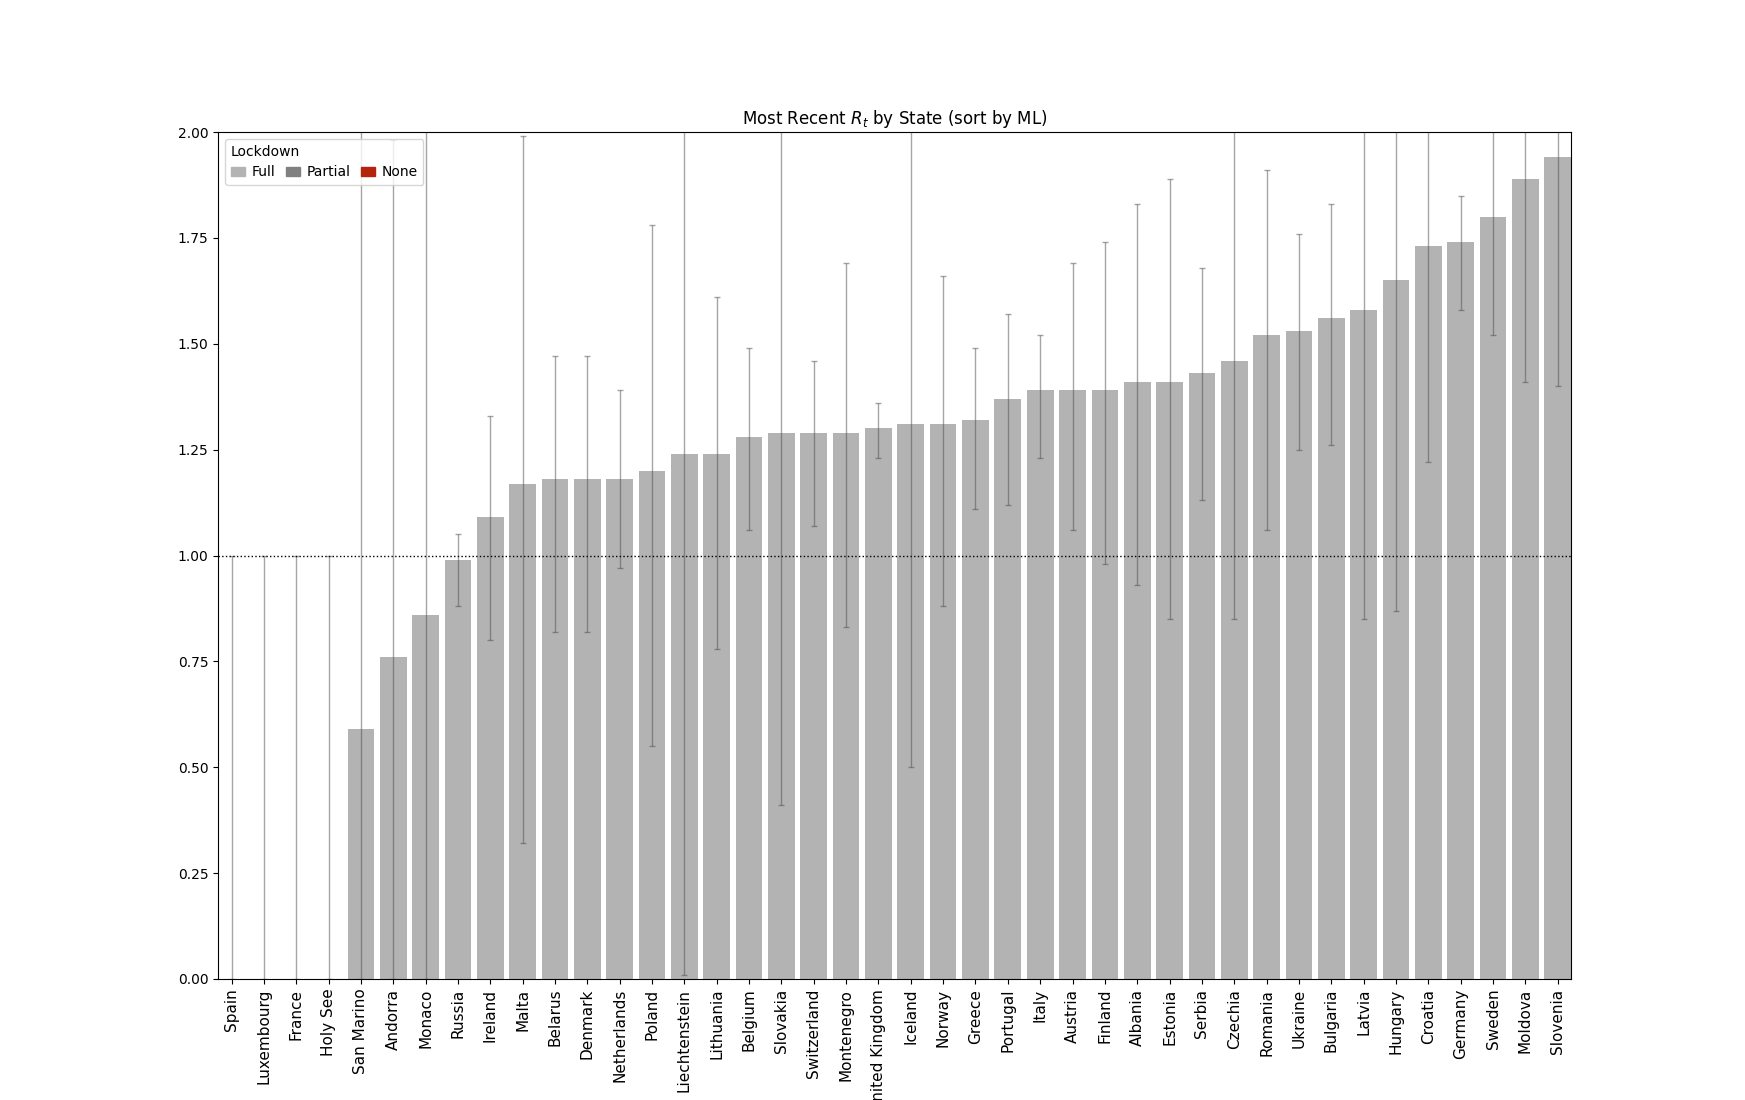 Most Recent R_t by State (sort by ML)
Lockdown
Full Partial None
2.00
1.75
1.50
1.25
1.00
0.75
0.50
0.25
0.00
Spain
Luxembourg
France
Holy See
San Marino
Andorra
Monaco
Russia
Ireland
Malta
Belarus
Denmark
Netherlands
Poland
Liechtenstein
Lithuania
Belgium
Slovakia
Switzerland
Montenegro
nited Kingdom
Iceland
Norway
Greece
Portugal
Italy
Austria
Finland
Albania
Estonia
Serbia
Czechia
Romania
Ukraine
Bulgaria
Latvia
Hungary
Croatia
Germany
Sweden
Moldova
Slovenia